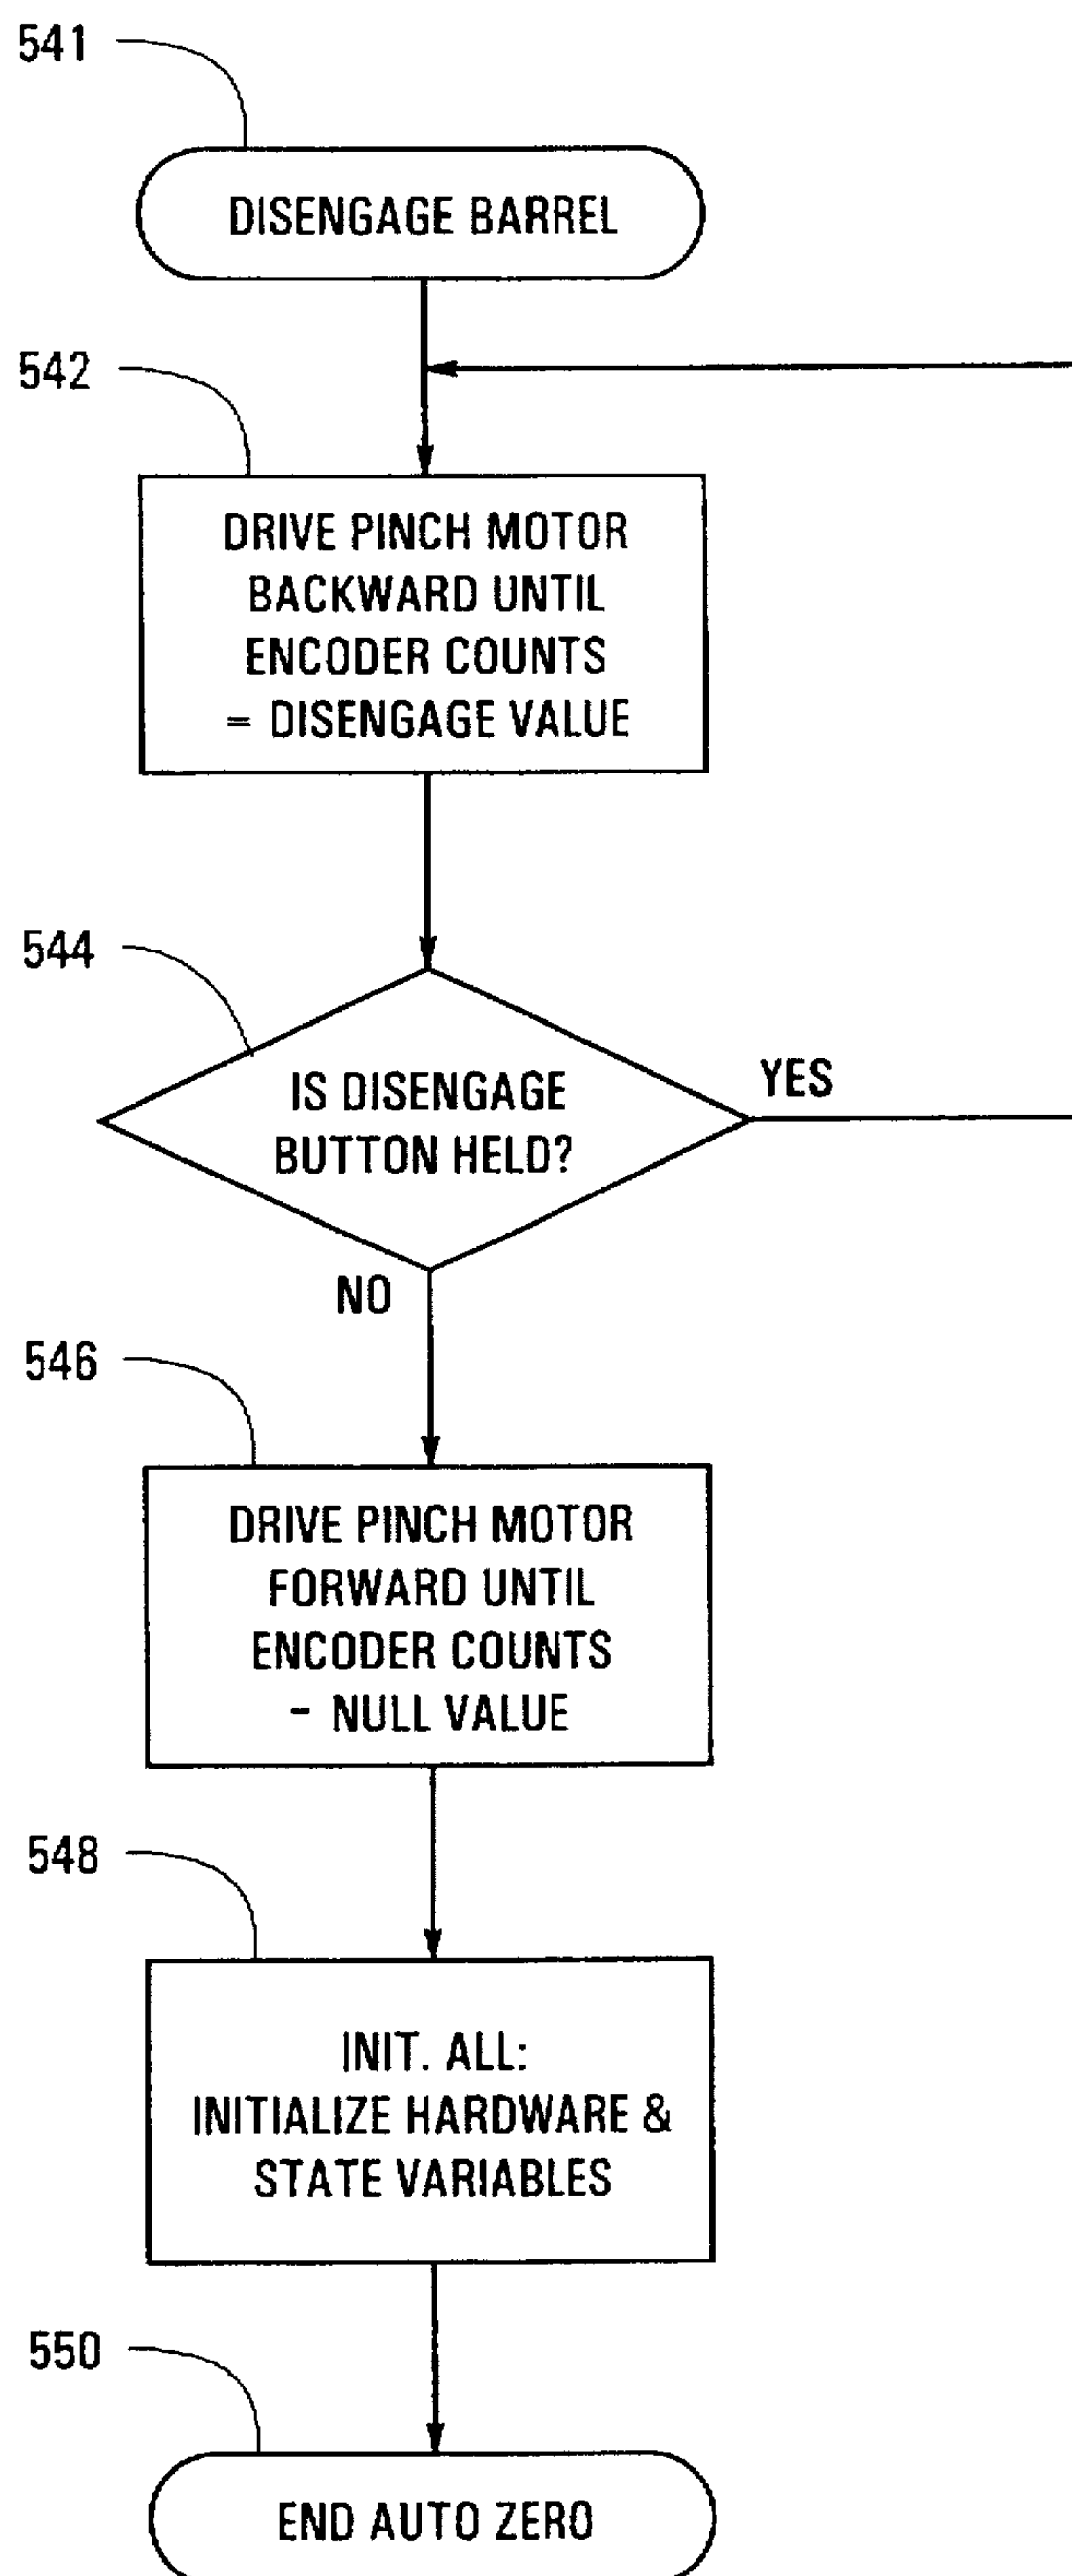 541
DISENGAGE BARREL
542
DRIVE PINCH MOTOR
BACKWARD UNTIL
ENCODER COUNTS
= DISENGAGE VALUE
544
IS DISENGAGE
BUTTON HELD?
YES
NO
546
DRIVE PINCH MOTOR
FORWARD UNTIL
ENCODER COUNTS
- NULL VALUE
548
INIT. ALL:
INITIALIZE HARDWARE &
STATE VARIABLES
550
END AUTO ZERO